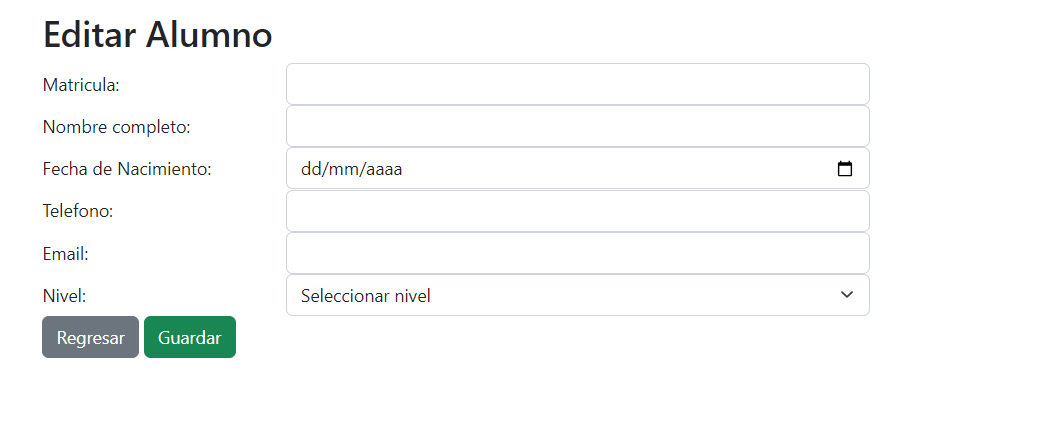 Editar Alumno
Matricula:
Nombre completo:
Fecha de Nacimiento: dd/mm/aaaa
Telefono:
Email:
Nivel: Seleccionar nivel
Regresar Guardar